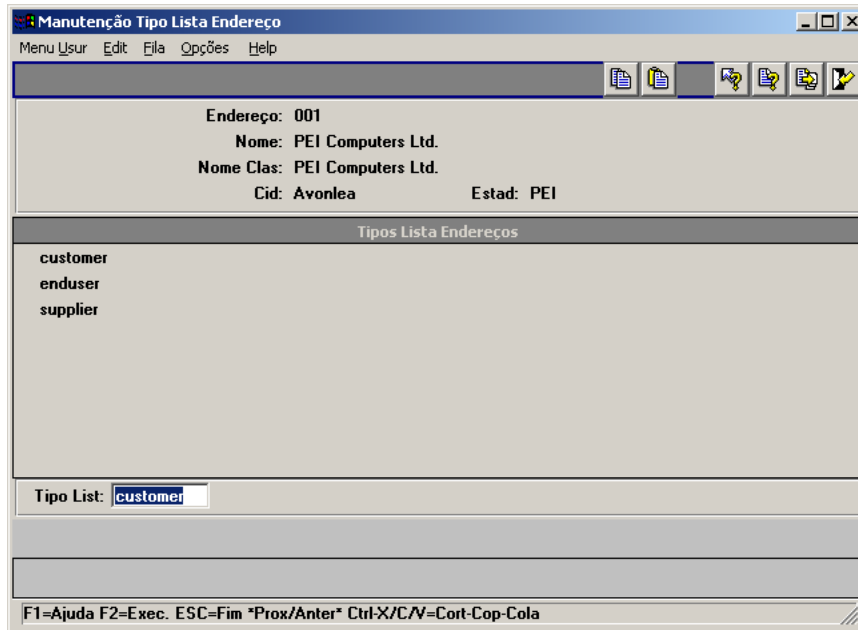 Manutenção Tipo Lista Endereço
Menu Usur Edit Fila Opções Help
Endereço: 001
Nome: PEI Computers Ltd.
Nome Clas: PEI Computers Ltd.
Cid: Avonlea Estad: PEI
Tipos Lista Endereços
customer
enduser
supplier
Tipo List: customer
F1=Ajuda F2=Exec. ESC=Fim *Prox/Anter* Ctrl-X/C/V=Cort-Cop-Cola